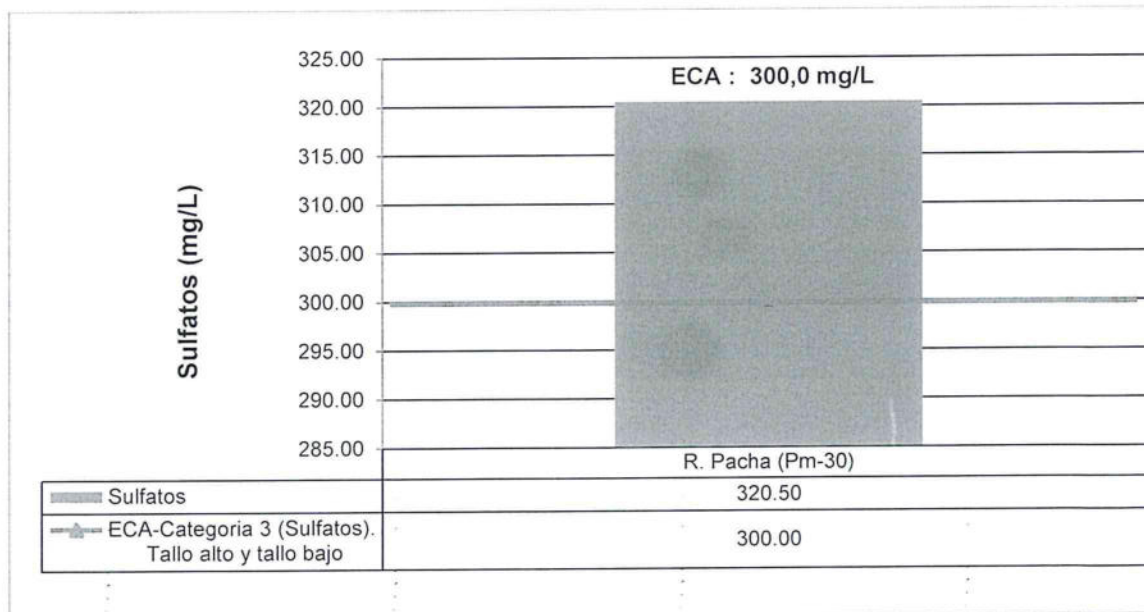 ECA : 300,0 mg/L
Sulfatos (mg/L)
325.00
320.00
315.00
310.00
305.00
300.00
295.00
290.00
285.00
R. Pacha (Pm-30)
Sulfatos 320.50
ECA-Categoria 3 (Sulfatos). 300.00
Tallo alto y tallo bajo